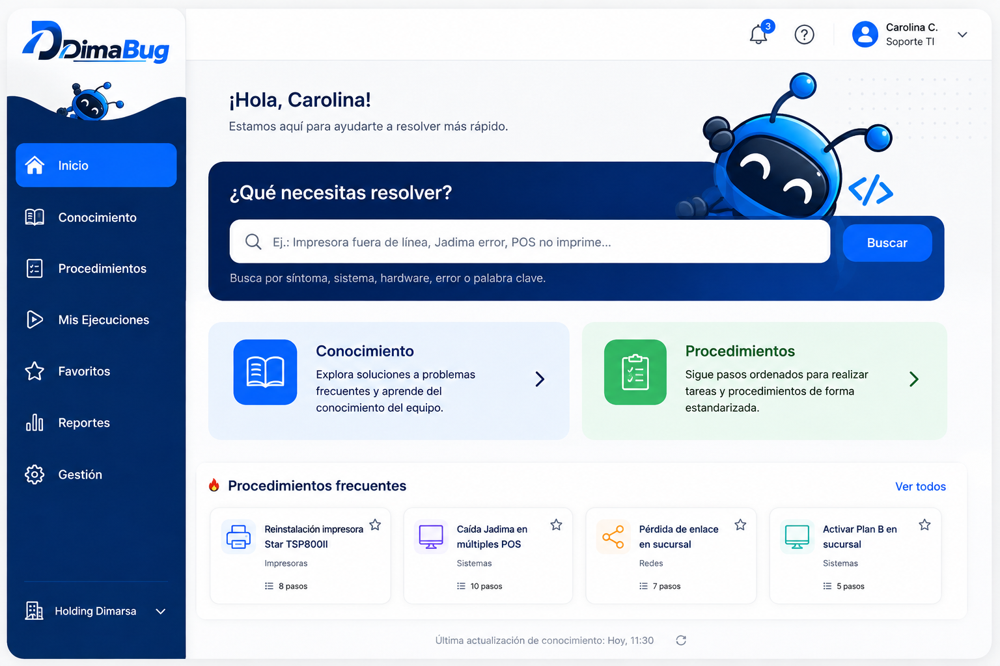 DimaBug
Inicio
Conocimiento
Procedimientos
Mis Ejecuciones
Favoritos
Reportes
Gestión
Holding Dimarsa
3
?
Carolina C.
Soporte TI
¡Hola, Carolina!
Estamos aquí para ayudarte a resolver más rápido.
</>
¿Qué necesitas resolver?
Ej.: Impresora fuera de línea, Jadima error, POS no imprime...
Buscar
Busca por síntoma, sistema, hardware, error o palabra clave.
Conocimiento
Explora soluciones a problemas
frecuentes y aprende del
conocimiento del equipo.
Procedimientos
Sigue pasos ordenados para realizar
tareas y procedimientos de forma
estandarizada.
Procedimientos frecuentes
Ver todos
Reinstalación impresora
Star TSP800II
Impresoras
8 pasos
Caída Jadima en
múltiples POS
Sistemas
10 pasos
Pérdida de enlace
en sucursal
Redes
7 pasos
Activar Plan B en
sucursal
Sistemas
5 pasos
Última actualización de conocimiento: Hoy, 11:30